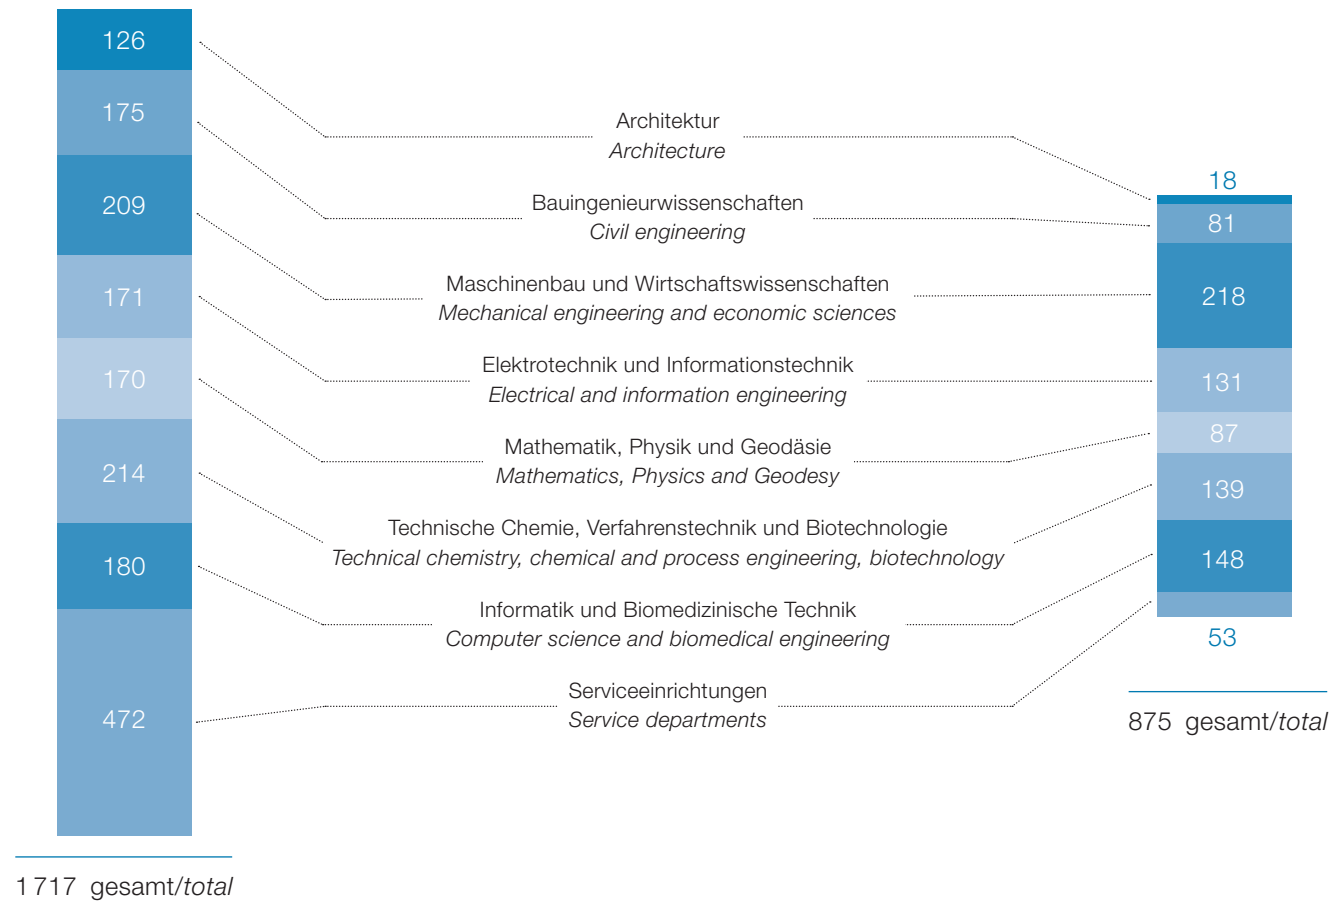 126
175
209
171
170
214
180
472
1 717 gesamt/total
Architektur
Architecture
Bauingenieurwissenschaften
Civil engineering
Maschinenbau und Wirtschaftswissenschaften
Mechanical engineering and economic sciences
Elektrotechnik und Informationstechnik
Electrical and information engineering
Mathematik, Physik und Geodäsie
Mathematics, Physics and Geodesy
Technische Chemie, Verfahrenstechnik und Biotechnologie
Technical chemistry, chemical and process engineering, biotechnology
Informatik und Biomedizinische Technik
Computer science and biomedical engineering
Serviceeinrichtungen
Service departments
18
81
218
131
87
139
148
53
875 gesamt/total